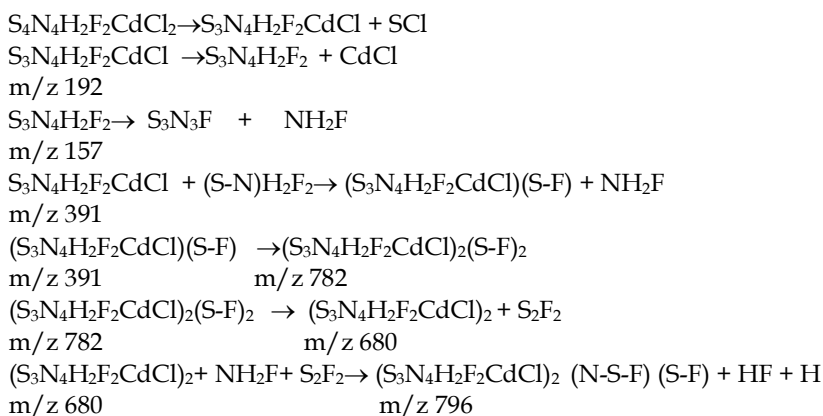 S₄N₄H₂F₂CdCl₂→S₃N₄H₂F₂CdCl + SCl
S₃N₄H₂F₂CdCl →S₃N₄H₂F₂ + CdCl
m/z 192
S₃N₄H₂F₂→ S₃N₃F + NH₂F
m/z 157
S₃N₄H₂F₂CdCl + (S-N)H₂F₂→ (S₃N₄H₂F₂CdCl)(S-F) + NH₂F
m/z 391
(S₃N₄H₂F₂CdCl)(S-F) →(S₃N₄H₂F₂CdCl)₂(S-F)₂
m/z 391 m/z 782
(S₃N₄H₂F₂CdCl)₂(S-F)₂ → (S₃N₄H₂F₂CdCl)₂ + S₂F₂
m/z 782 m/z 680
(S₃N₄H₂F₂CdCl)₂+ NH₂F+ S₂F₂→ (S₃N₄H₂F₂CdCl)₂ (N-S-F) (S-F) + HF + H
m/z 680 m/z 796